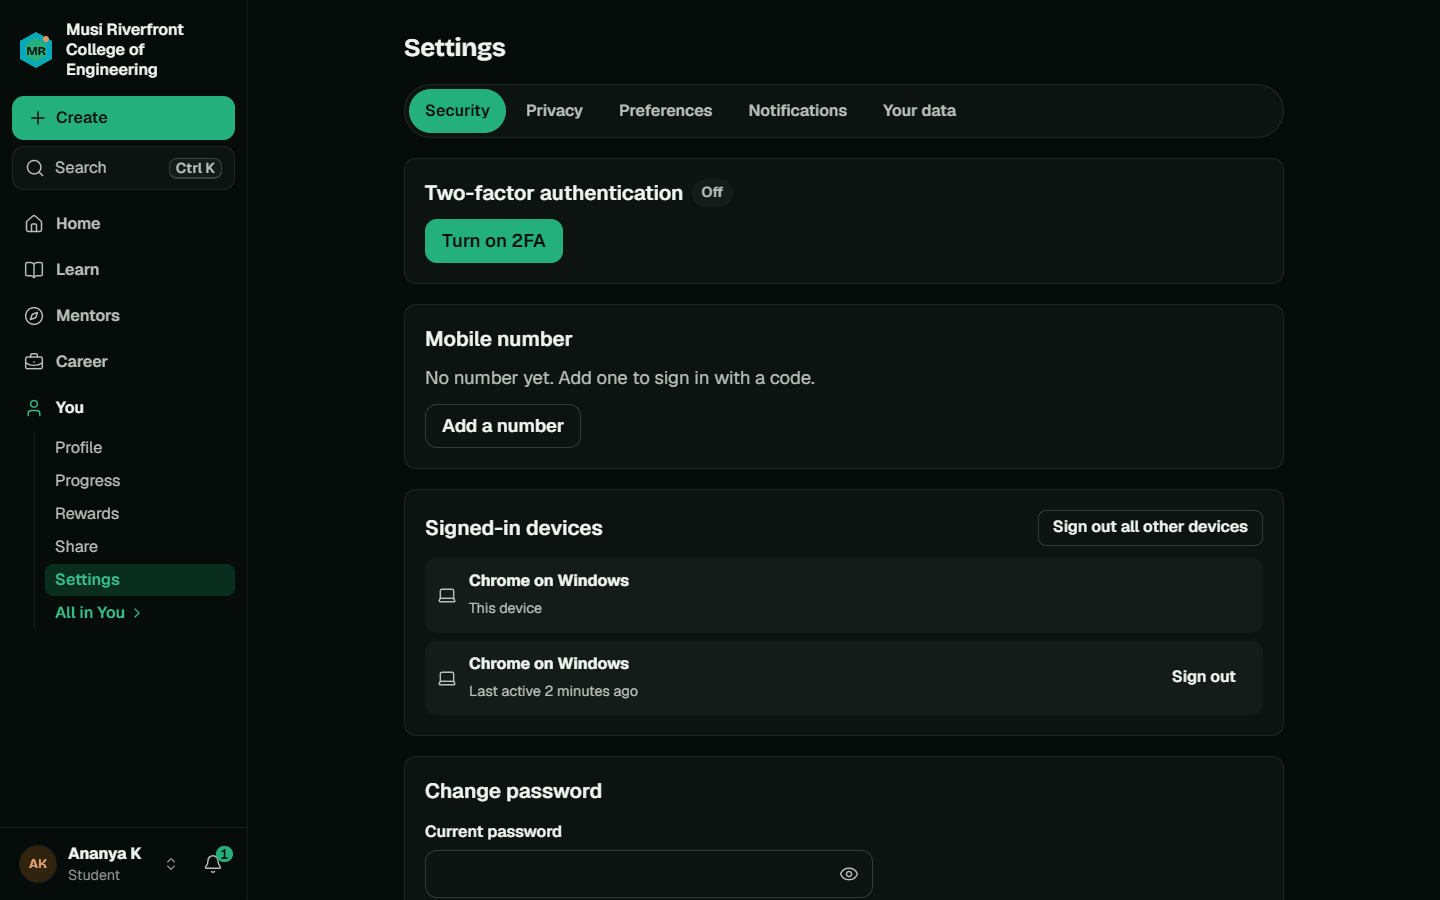 MR
Musi Riverfront
College of
Engineering
Create
Search
Ctrl K
Home
Learn
Mentors
Career
You
Profile
Progress
Rewards
Share
Settings
All in You
AK
Ananya K
Student
1
Settings
Security
Privacy
Preferences
Notifications
Your data
Two-factor authentication
Off
Turn on 2FA
Mobile number
No number yet. Add one to sign in with a code.
Add a number
Signed-in devices
Sign out all other devices
Chrome on Windows
This device
Chrome on Windows
Last active 2 minutes ago
Sign out
Change password
Current password